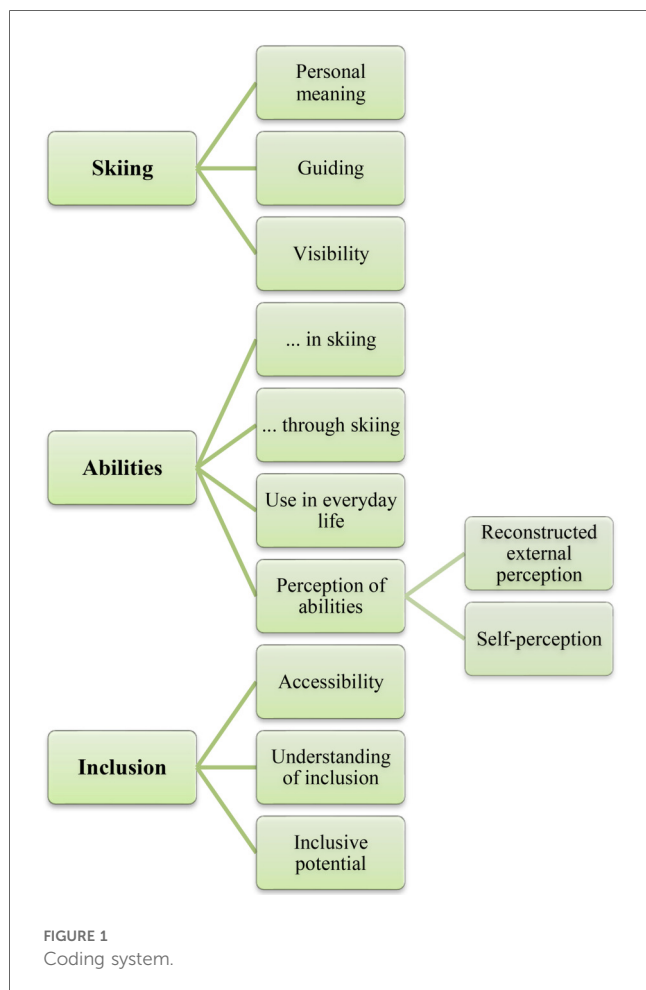 Personal
meaning
Skiing
Guiding
Visibility
... in skiing
... through skiing
Abilities
Use in everyday
life
Perception of
abilities
Reconstructed
external
perception
Self-perception
Accessibility
Inclusion
Understanding
of inclusion
Inclusive
potential
FIGURE 1
Coding system.